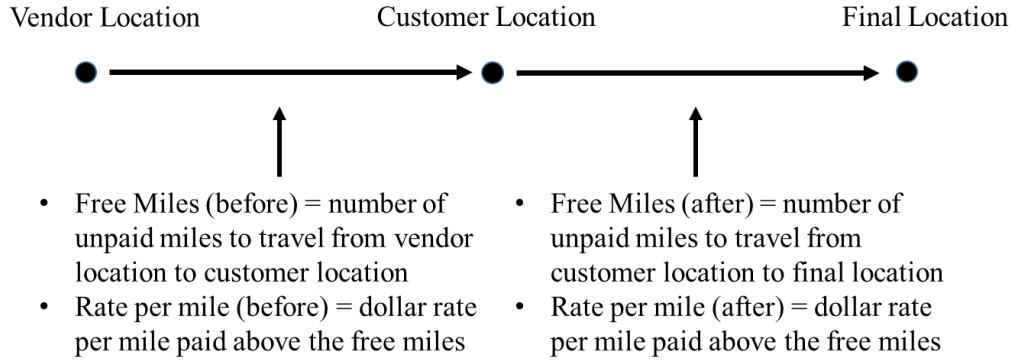 Vendor Location
Customer Location
Final Location
• Free Miles (before) = number of
unpaid miles to travel from vendor
location to customer location
• Rate per mile (before) = dollar rate
per mile paid above the free miles
• Free Miles (after) = number of
unpaid miles to travel from
customer location to final location
• Rate per mile (after) = dollar rate
per mile paid above the free miles